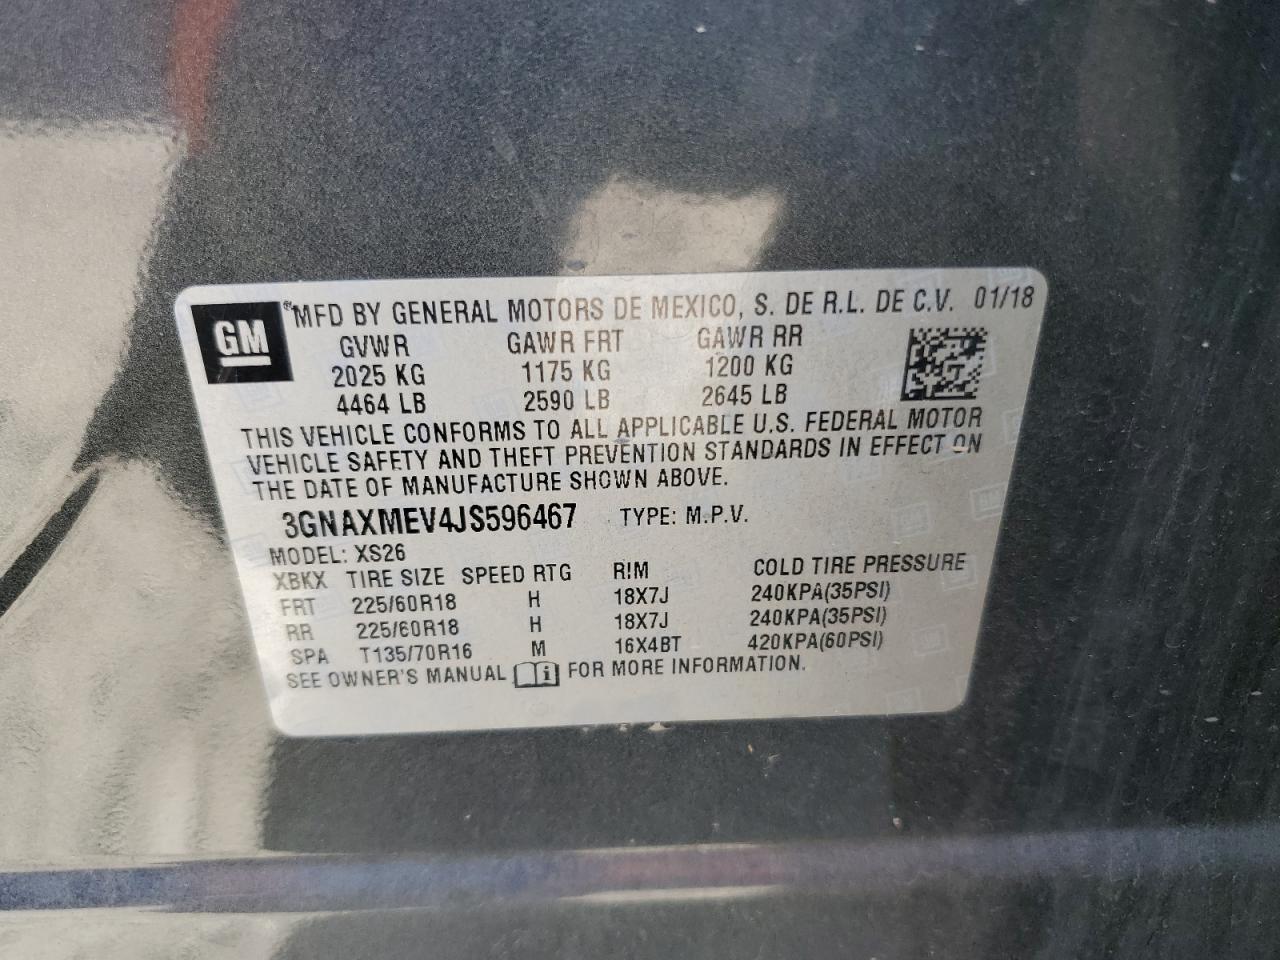 GM ®MFD BY GENERAL MOTORS DE MEXICO, S. DE R.L. DE C.V. 01/18
GVWR GAWR FRT GAWR RR
2025 KG 1175 KG 1200 KG
4464 LB 2590 LB 2645 LB
THIS VEHICLE CONFORMS TO ALL APPLICABLE U.S. FEDERAL MOTOR
VEHICLE SAFETY AND THEFT PREVENTION STANDARDS IN EFFECT ON
THE DATE OF MANUFACTURE SHOWN ABOVE.
3GNAXMEV4JS596467 TYPE: M.P.V.
MODEL: XS26
XBKX TIRE SIZE SPEED RTG RIM COLD TIRE PRESSURE
FRT 225/60R18 H 18X7J 240KPA(35PSI)
RR 225/60R18 H 18X7J 240KPA(35PSI)
SPA T135/70R16 M 16X4BT 420KPA(60PSI)
SEE OWNER'S MANUAL i FOR MORE INFORMATION.